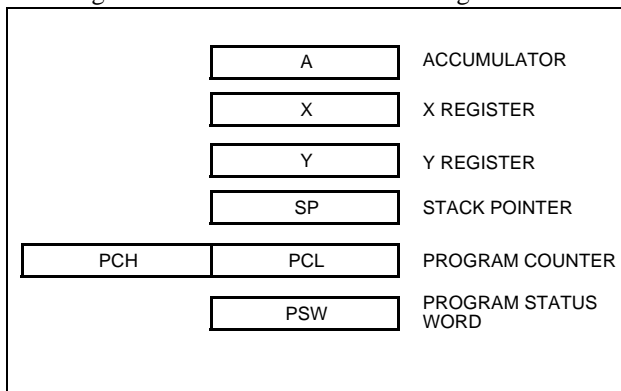 A ACCUMULATOR
X X REGISTER
Y Y REGISTER
SP STACK POINTER
PCH PCL PROGRAM COUNTER
PSW PROGRAM STATUS
WORD